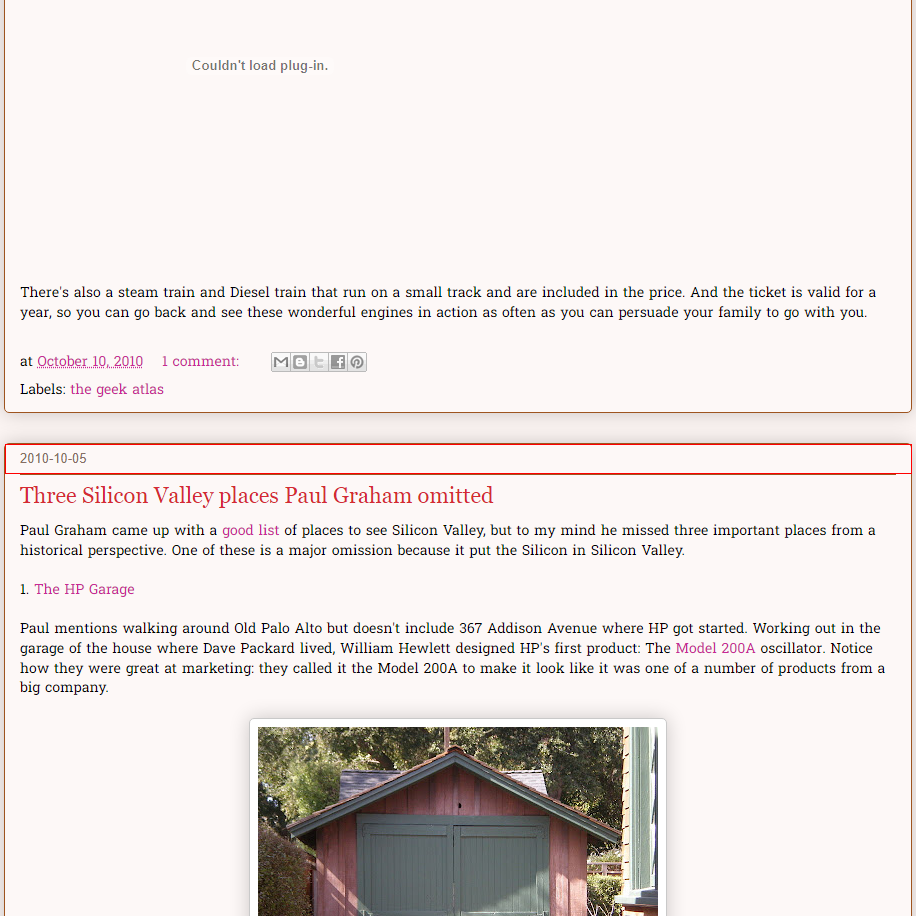 Couldn't load plug-in.
There's also a steam train and Diesel train that run on a small track and are included in the price. And the ticket is valid for a
year, so you can go back and see these wonderful engines in action as often as you can persuade your family to go with you.
at October 10, 2010 1 comment:
Labels: the geek atlas
2010-10-05
Three Silicon Valley places Paul Graham omitted
Paul Graham came up with a good list of places to see Silicon Valley, but to my mind he missed three important places from a
historical perspective. One of these is a major omission because it put the Silicon in Silicon Valley.
1. The HP Garage
Paul mentions walking around Old Palo Alto but doesn't include 367 Addison Avenue where HP got started. Working out in the
garage of the house where Dave Packard lived, William Hewlett designed HP's first product: The Model 200A oscillator. Notice
how they were great at marketing: they called it the Model 200A to make it look like it was one of a number of products from a
big company.